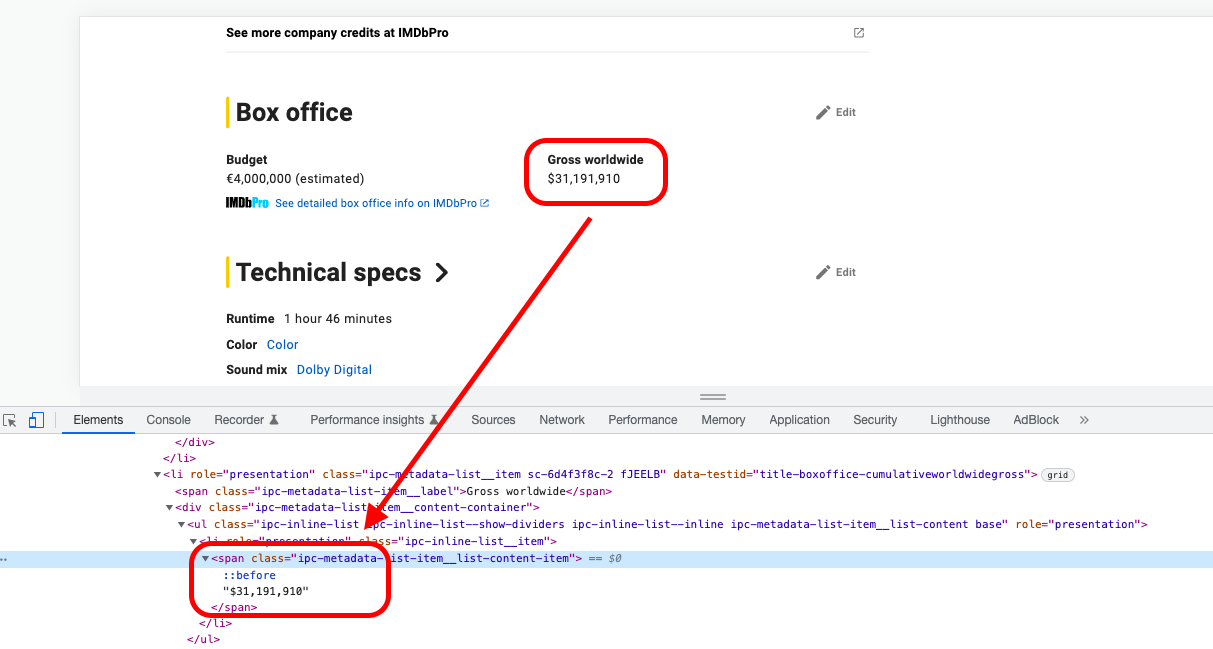 See more company credits at IMDbPro
Box office
Edit
Budget
Gross worldwide
€4,000,000 (estimated)
$31,191,910
IMDbPro See detailed box office info on IMDbPro
Technical specs
Edit
Runtime 1 hour 46 minutes
Color Color
Sound mix Dolby Digital
Elements Console Recorder Performance insights Sources Network Performance Memory Application Security Lighthouse AdBlock »
</div>
</li>
<li role="presentation" class="ipc-metadata-list__item sc-6d4f3f8c-2 fJEELB" data-testid="title-boxoffice-cumulativeworldwidegross"> grid
<span class="ipc-metadata-list-item__label">Gross worldwide</span>
<div class="ipc-metadata-list-item__content-container">
<ul class="ipc-inline-list ipc-inline-list--show-dividers ipc-inline-list--inline ipc-metadata-list-item__list-content base" role="presentation">
<li role="presentation" class="ipc-inline-list__item">
<span class="ipc-metadata-list-item__list-content-item"> == $0
::before
"$31,191,910"
</span>
</li>
</ul>